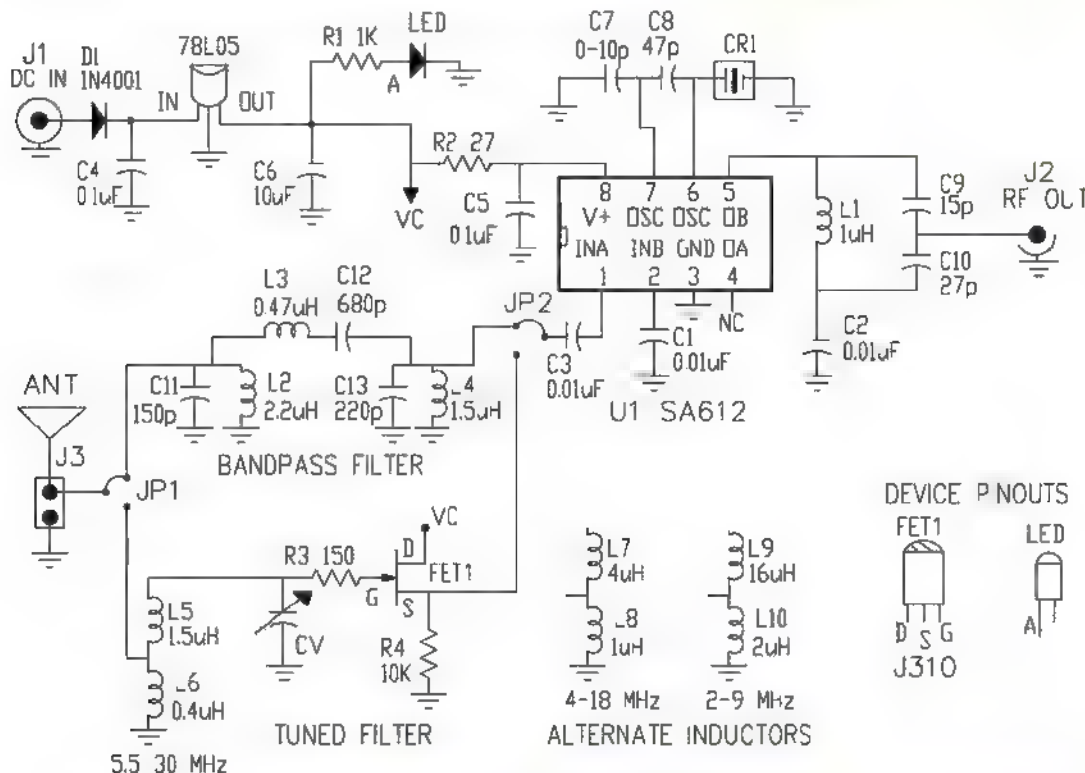 J1
DC IN
D1
1N4001
78L05
IN
OUT
R1 1K
LED
A
C4
0.1uF
C6
10uF
VC
R2 27
C5
0.1uF
C7
0-10p
C8
47p
CR1
8 7 6 5
V+ OSC OSC OB
INA INB GND OA
1 2 3 4
NC
U1 SA612
L1
1uH
C9
15p
C10
27p
J2
RF OUT
C2
0.01uF
C1
0.01uF
C3
0.01uF
JP2
L3
0.47uH
C12
680p
C11
150p
L2
2.2uH
C13
220p
L4
1.5uH
BANDPASS FILTER
ANT
J3
JP1
R3 150
VC
D
G
S
FET1
L5
1.5uH
L6
0.4uH
CV
R4
10K
TUNED FILTER
5.5 30 MHz
L7
4uH
L8
1uH
4-18 MHz
L9
16uH
L10
2uH
2-9 MHz
ALTERNATE INDUCTORS
DEVICE PINOUTS
FET1
D S G
J310
LED
A